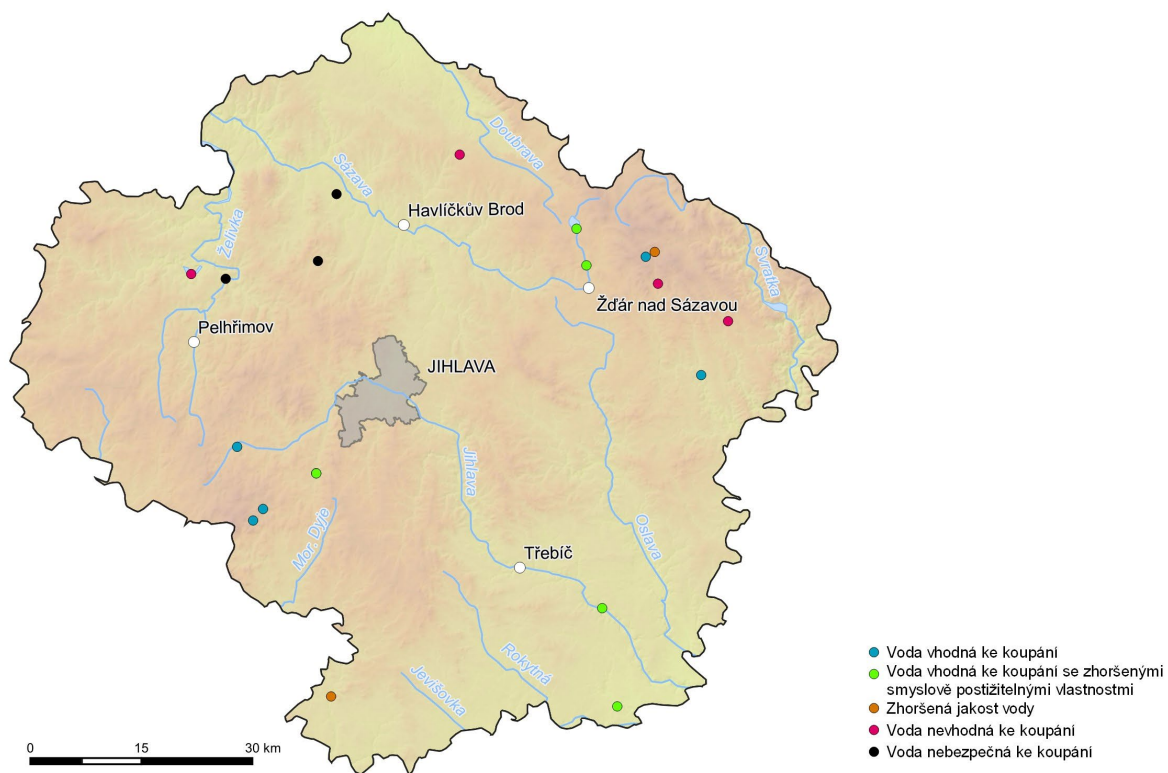 Doubrava
Sázava
Havlíčkův Brod
Želivka
Svratka
Žďár nad Sázavou
Pelhřimov
JIHLAVA
Jihlava
Mor. Dyje
Oslava
Třebíč
Rokytná
Jevišovka
0 15 30 km
Voda vhodná ke koupání
Voda vhodná ke koupání se zhoršenými
smyslově postižitelnými vlastnostmi
Zhoršená jakost vody
Voda nevhodná ke koupání
Voda nebezpečná ke koupání